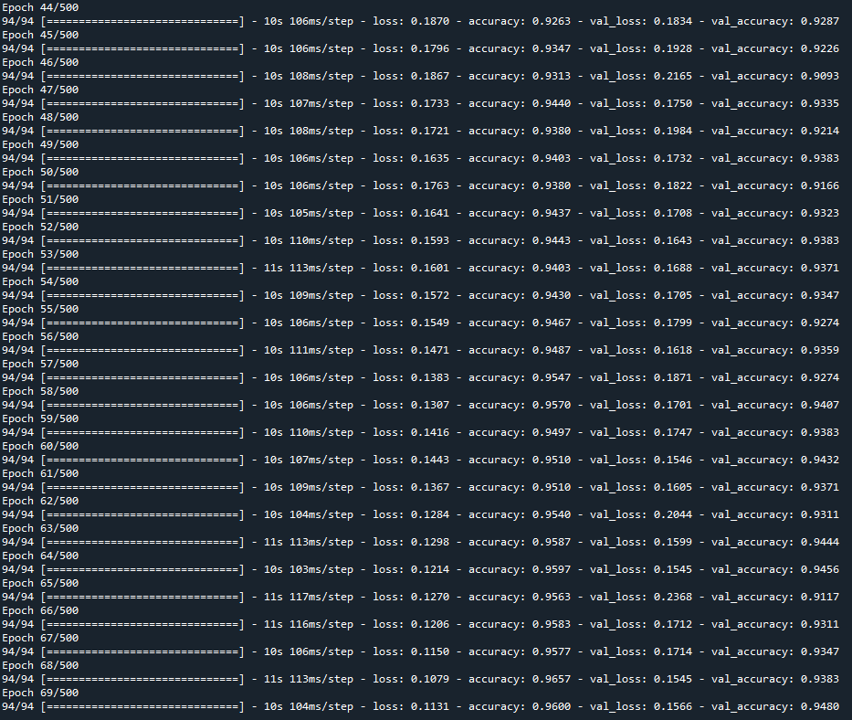 Epoch 44/500
94/94 [==============================] - 10s 106ms/step - loss: 0.1870 - accuracy: 0.9263 - val_loss: 0.1834 - val_accuracy: 0.9287
Epoch 45/500
94/94 [==============================] - 10s 106ms/step - loss: 0.1796 - accuracy: 0.9347 - val_loss: 0.1928 - val_accuracy: 0.9226
Epoch 46/500
94/94 [==============================] - 10s 108ms/step - loss: 0.1867 - accuracy: 0.9313 - val_loss: 0.2165 - val_accuracy: 0.9093
Epoch 47/500
94/94 [==============================] - 10s 107ms/step - loss: 0.1733 - accuracy: 0.9440 - val_loss: 0.1750 - val_accuracy: 0.9335
Epoch 48/500
94/94 [==============================] - 10s 108ms/step - loss: 0.1721 - accuracy: 0.9380 - val_loss: 0.1984 - val_accuracy: 0.9214
Epoch 49/500
94/94 [==============================] - 10s 106ms/step - loss: 0.1635 - accuracy: 0.9403 - val_loss: 0.1732 - val_accuracy: 0.9383
Epoch 50/500
94/94 [==============================] - 10s 106ms/step - loss: 0.1763 - accuracy: 0.9380 - val_loss: 0.1822 - val_accuracy: 0.9166
Epoch 51/500
94/94 [==============================] - 10s 105ms/step - loss: 0.1641 - accuracy: 0.9437 - val_loss: 0.1708 - val_accuracy: 0.9323
Epoch 52/500
94/94 [==============================] - 10s 110ms/step - loss: 0.1593 - accuracy: 0.9443 - val_loss: 0.1643 - val_accuracy: 0.9383
Epoch 53/500
94/94 [==============================] - 11s 113ms/step - loss: 0.1601 - accuracy: 0.9403 - val_loss: 0.1688 - val_accuracy: 0.9371
Epoch 54/500
94/94 [==============================] - 10s 109ms/step - loss: 0.1572 - accuracy: 0.9430 - val_loss: 0.1705 - val_accuracy: 0.9347
Epoch 55/500
94/94 [==============================] - 10s 106ms/step - loss: 0.1549 - accuracy: 0.9467 - val_loss: 0.1799 - val_accuracy: 0.9274
Epoch 56/500
94/94 [==============================] - 10s 111ms/step - loss: 0.1471 - accuracy: 0.9487 - val_loss: 0.1618 - val_accuracy: 0.9359
Epoch 57/500
94/94 [==============================] - 10s 106ms/step - loss: 0.1383 - accuracy: 0.9547 - val_loss: 0.1871 - val_accuracy: 0.9274
Epoch 58/500
94/94 [==============================] - 10s 106ms/step - loss: 0.1307 - accuracy: 0.9570 - val_loss: 0.1701 - val_accuracy: 0.9407
Epoch 59/500
94/94 [==============================] - 10s 110ms/step - loss: 0.1416 - accuracy: 0.9497 - val_loss: 0.1747 - val_accuracy: 0.9383
Epoch 60/500
94/94 [==============================] - 10s 107ms/step - loss: 0.1443 - accuracy: 0.9510 - val_loss: 0.1546 - val_accuracy: 0.9432
Epoch 61/500
94/94 [==============================] - 10s 109ms/step - loss: 0.1367 - accuracy: 0.9510 - val_loss: 0.1605 - val_accuracy: 0.9371
Epoch 62/500
94/94 [==============================] - 10s 104ms/step - loss: 0.1284 - accuracy: 0.9540 - val_loss: 0.2044 - val_accuracy: 0.9311
Epoch 63/500
94/94 [==============================] - 11s 113ms/step - loss: 0.1298 - accuracy: 0.9587 - val_loss: 0.1599 - val_accuracy: 0.9444
Epoch 64/500
94/94 [==============================] - 10s 103ms/step - loss: 0.1214 - accuracy: 0.9597 - val_loss: 0.1545 - val_accuracy: 0.9456
Epoch 65/500
94/94 [==============================] - 11s 117ms/step - loss: 0.1270 - accuracy: 0.9563 - val_loss: 0.2368 - val_accuracy: 0.9117
Epoch 66/500
94/94 [==============================] - 11s 116ms/step - loss: 0.1206 - accuracy: 0.9583 - val_loss: 0.1712 - val_accuracy: 0.9311
Epoch 67/500
94/94 [==============================] - 10s 106ms/step - loss: 0.1150 - accuracy: 0.9577 - val_loss: 0.1714 - val_accuracy: 0.9347
Epoch 68/500
94/94 [==============================] - 11s 113ms/step - loss: 0.1079 - accuracy: 0.9657 - val_loss: 0.1545 - val_accuracy: 0.9383
Epoch 69/500
94/94 [==============================] - 10s 104ms/step - loss: 0.1131 - accuracy: 0.9600 - val_loss: 0.1566 - val_accuracy: 0.9480